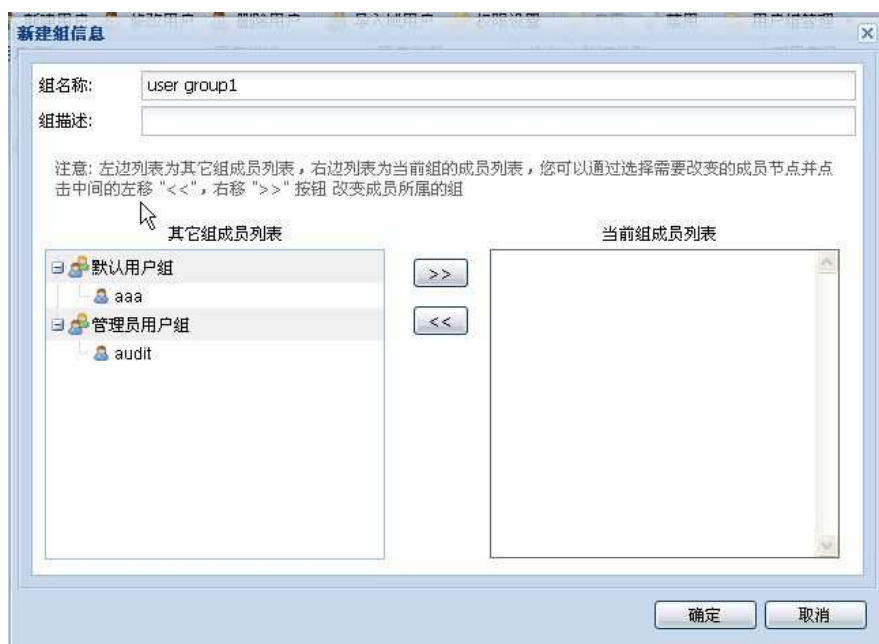 新建组信息
组名称:
user group1
组描述:
注意: 左边列表为其它组成员列表，右边列表为当前组的成员列表，您可以通过选择需要改变的成员节点并点
击中间的左移 "<<"，右移 ">>" 按钮 改变成员所属的组
其它组成员列表
当前组成员列表
默认用户组
aaa
管理员用户组
audit
>>
<<
确定
取消